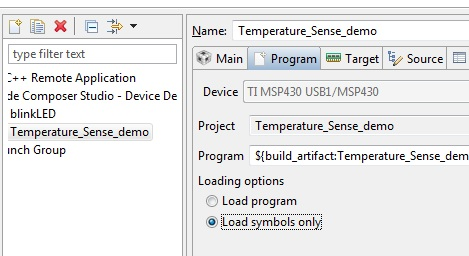 Name: Temperature_Sense_demo
type filter text
C++ Remote Application
de Composer Studio - Device De
blinkLED
Temperature_Sense_demo
nch Group
Main Program Target Source
Device TI MSP430 USB1/MSP430
Project Temperature_Sense_demo
Program ${build_artifact:Temperature_Sense_dem
Loading options
Load program
Load symbols only